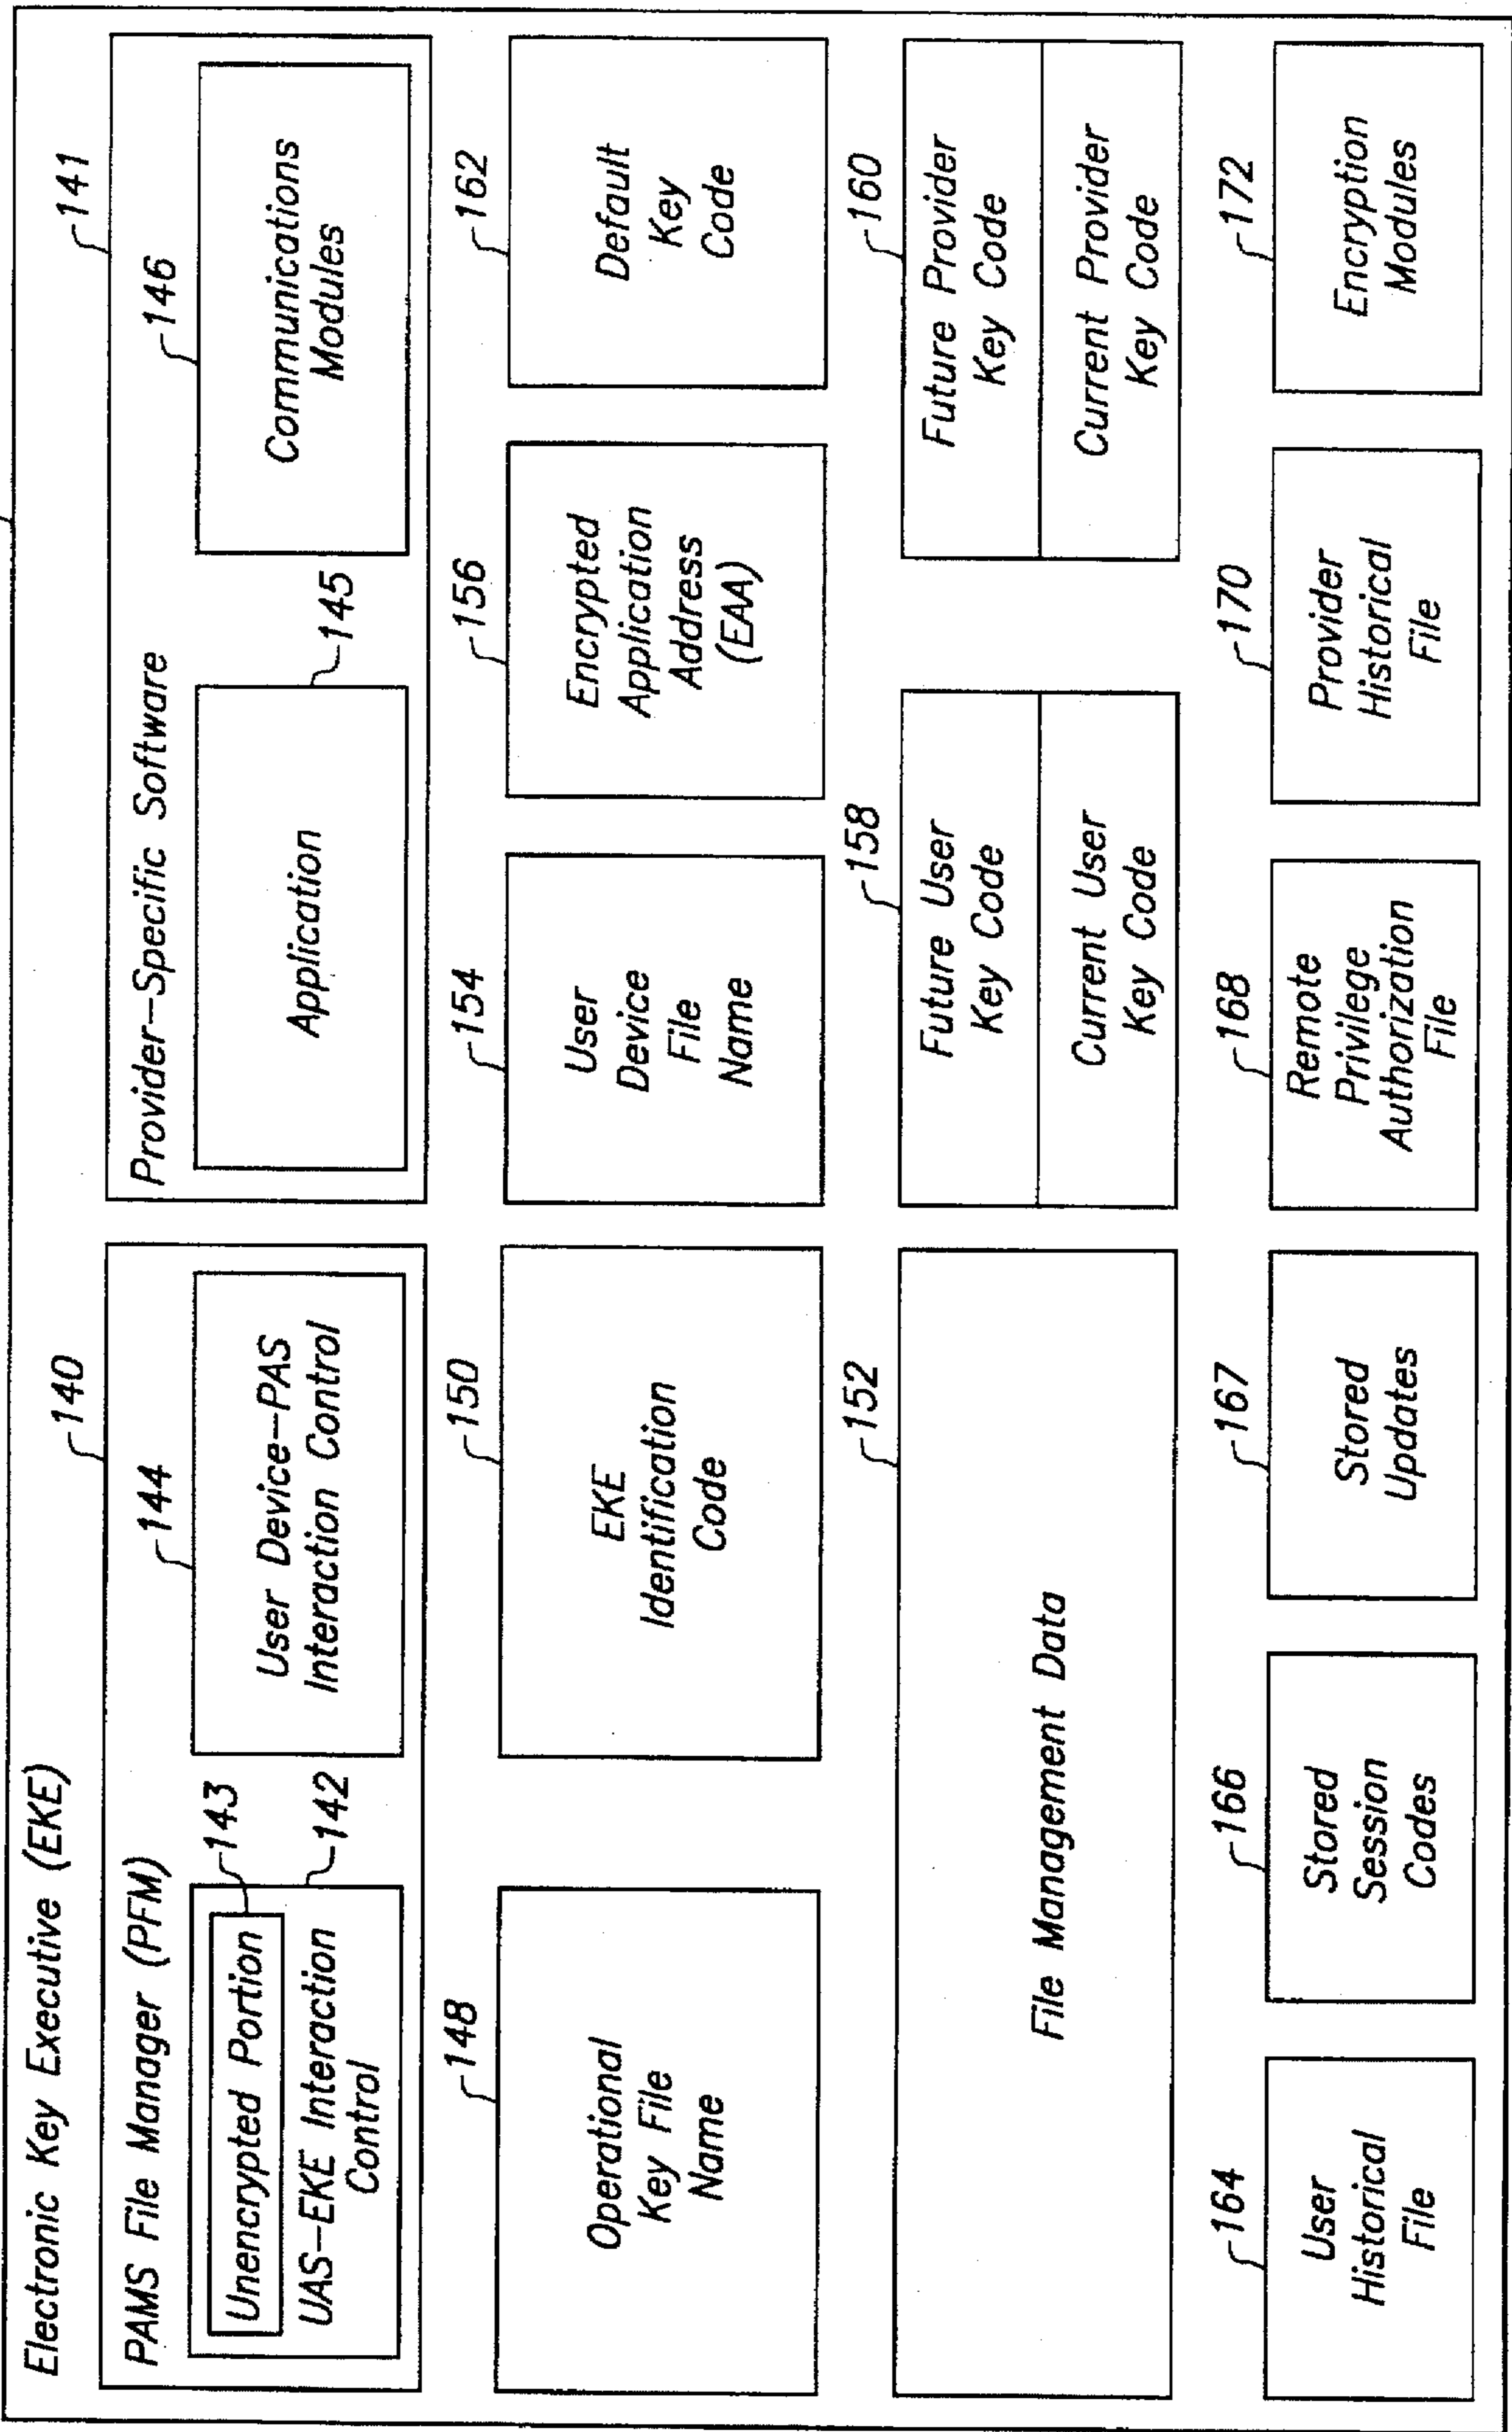 Electronic Key Executive (EKE)
140
141
PAMS File Manager (PFM)
143
144
Unencrypted Portion
UAS–EKE Interaction
Control
142
User Device–PAS
Interaction Control
Provider–Specific Software
146
Application
145
Communications
Modules
148
Operational
Key File
Name
150
EKE
Identification
Code
154
User
Device
File
Name
156
Encrypted
Application
Address
(EAA)
162
Default
Key
Code
152
File Management Data
158
Future User
Key Code
Current User
Key Code
160
Future Provider
Key Code
Current Provider
Key Code
164
User
Historical
File
166
Stored
Session
Codes
167
Stored
Updates
168
Remote
Privilege
Authorization
File
170
Provider
Historical
File
172
Encryption
Modules